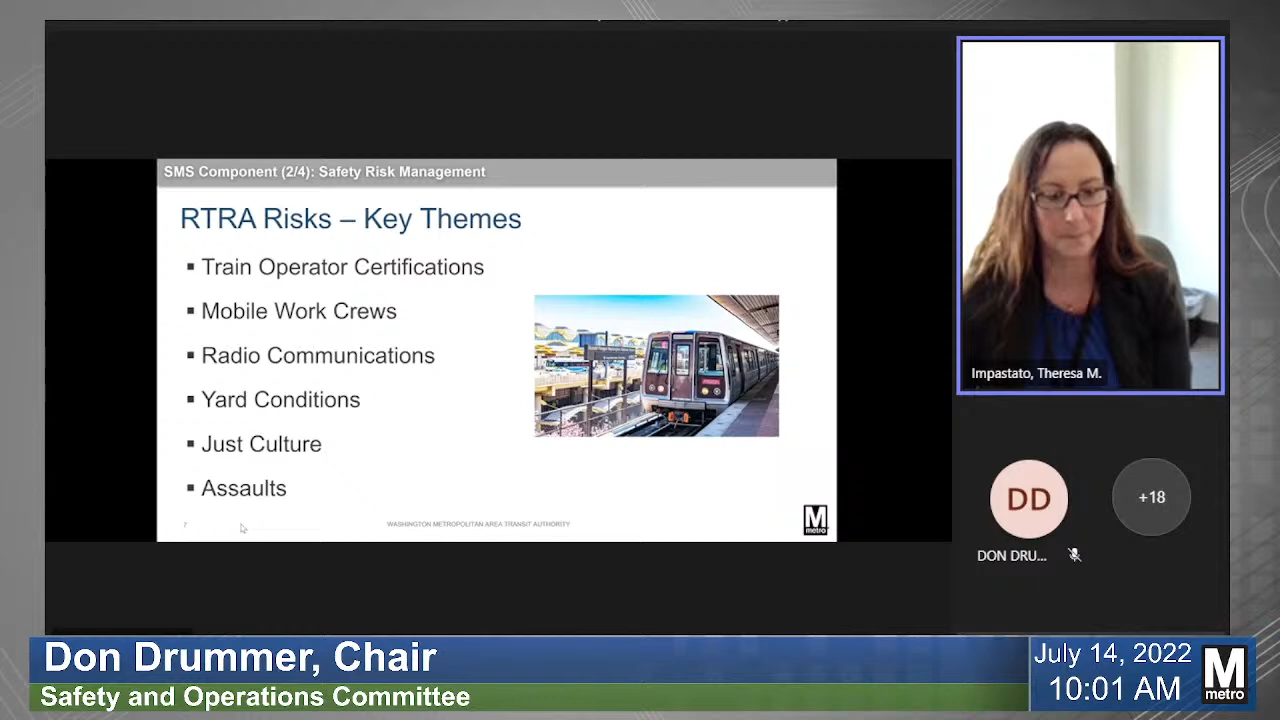 SMS Component (2/4): Safety Risk Management
RTRA Risks – Key Themes
▪ Train Operator Certifications
▪ Mobile Work Crews
▪ Radio Communications
▪ Yard Conditions
▪ Just Culture
▪ Assaults
7
WASHINGTON METROPOLITAN AREA TRANSIT AUTHORITY
M
metro
Impastato, Theresa M.
DD
+18
DON DRU...
Don Drummer, Chair
Safety and Operations Committee
July 14, 2022
10:01 AM
M
metro